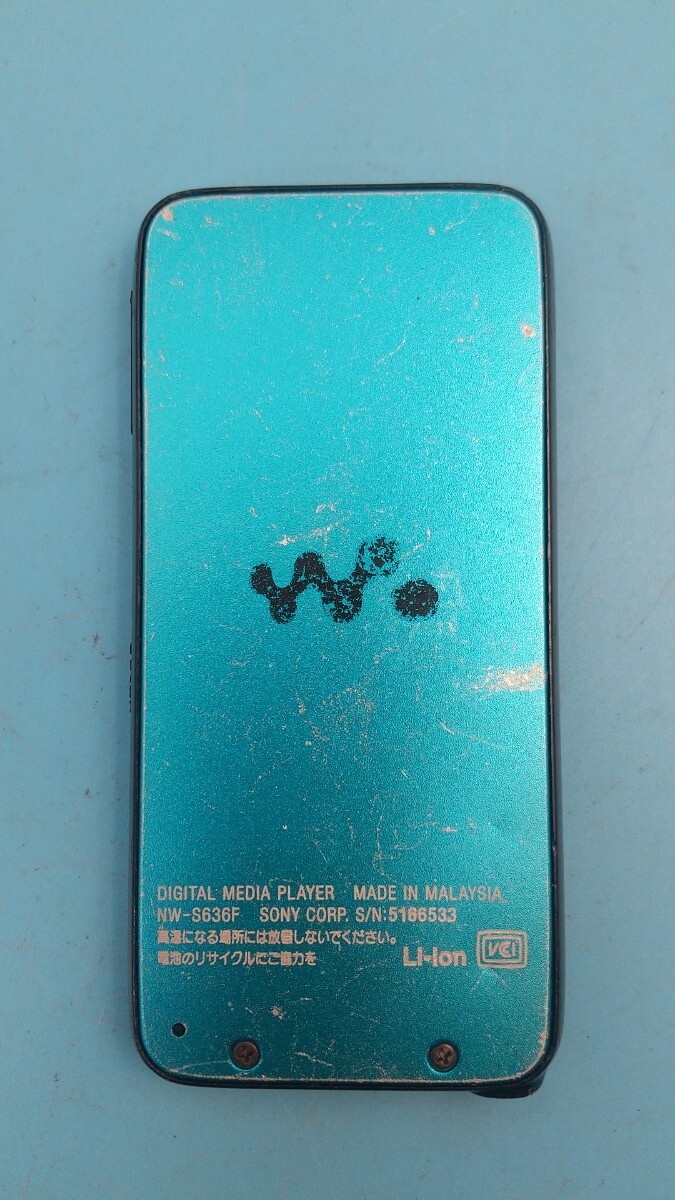 W.
DIGITAL MEDIA PLAYER MADE IN MALAYSIA
NW-S636F SONY CORP. S/N:5166533
高温になる場所には放置しないでください。
電池のリサイクルにご協力を Li-Ion VCI